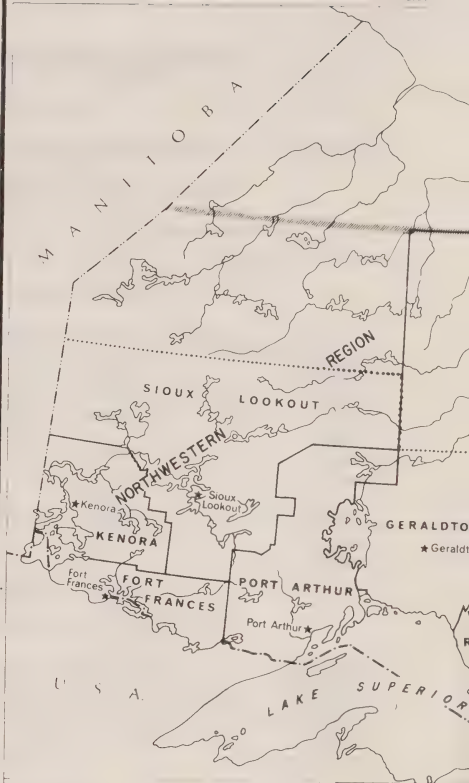 MANITOBA
REGION
SIOUX LOOKOUT
NORTHWESTERN
Kenora
Sioux
Lookout
KENORA
GERALDTO
Geraldt
Fort
Frances
FORT
FRANCES
PORT ARTHUR
Port Arthur
U.S.A.
LAKE SUPERIOR